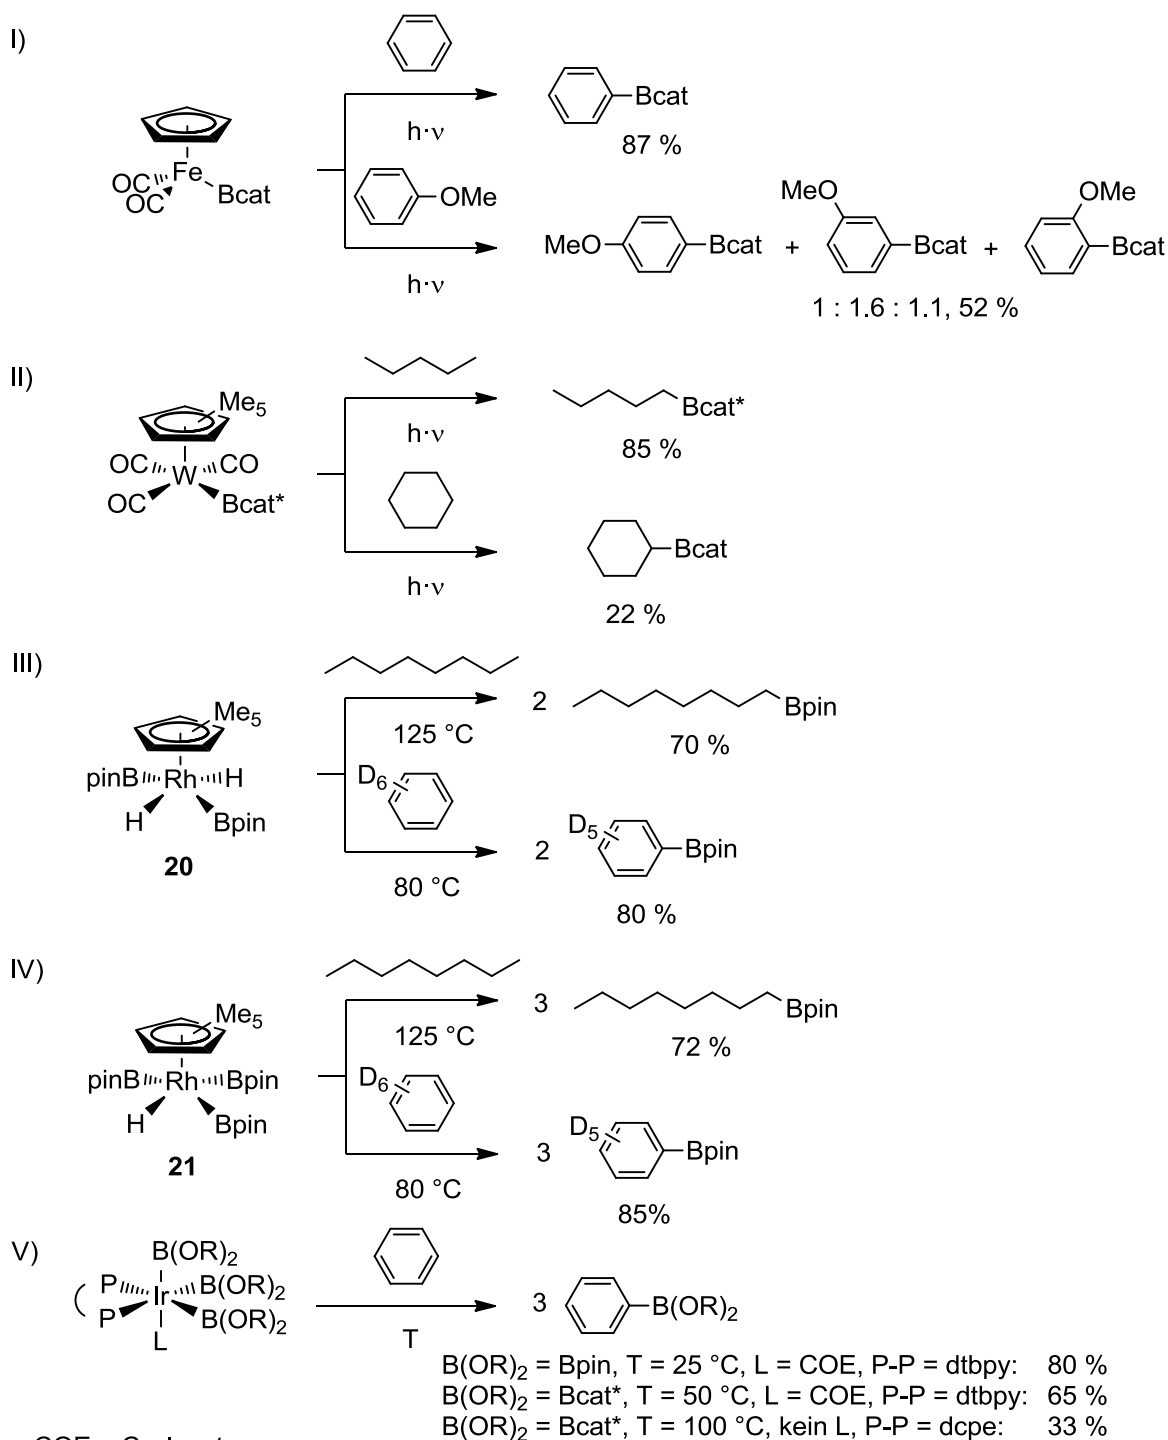 I)
h·ν
Bcat
87 %
Fe
OC
OC
Bcat
OMe
h·ν
MeO
Bcat
+
MeO
Bcat
+
OMe
Bcat
1 : 1.6 : 1.1, 52 %
II)
Me5
OC
CO
W
OC
Bcat*
h·ν
Bcat*
85 %
h·ν
Bcat
22 %
III)
Me5
pinB
Rh
H
H
Bpin
20
125 °C
2
Bpin
70 %
D6
80 °C
2
D5
Bpin
80 %
IV)
Me5
pinB
Rh
Bpin
H
Bpin
21
125 °C
3
Bpin
72 %
D6
80 °C
3
D5
Bpin
85%
V)
B(OR)2
P
Ir
B(OR)2
P
B(OR)2
L
T
3
B(OR)2
B(OR)2 = Bpin, T = 25 °C, L = COE, P-P = dtbpy: 80 %
B(OR)2 = Bcat*, T = 50 °C, L = COE, P-P = dtbpy: 65 %
B(OR)2 = Bcat*, T = 100 °C, kein L, P-P = dcpe: 33 %